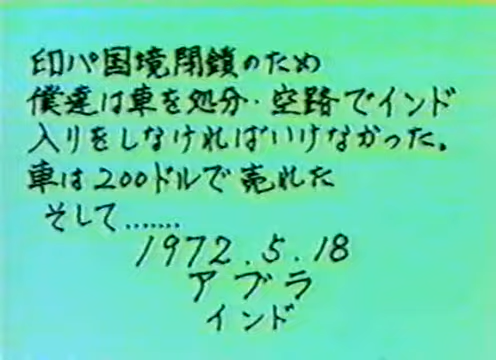 印パ国境閉鎖のため
僕達は車を処分・空路でインド
入りをしなければいけなかった。
車は200ドルで売れた
そして.......
1972.5.18
アブラ
インド